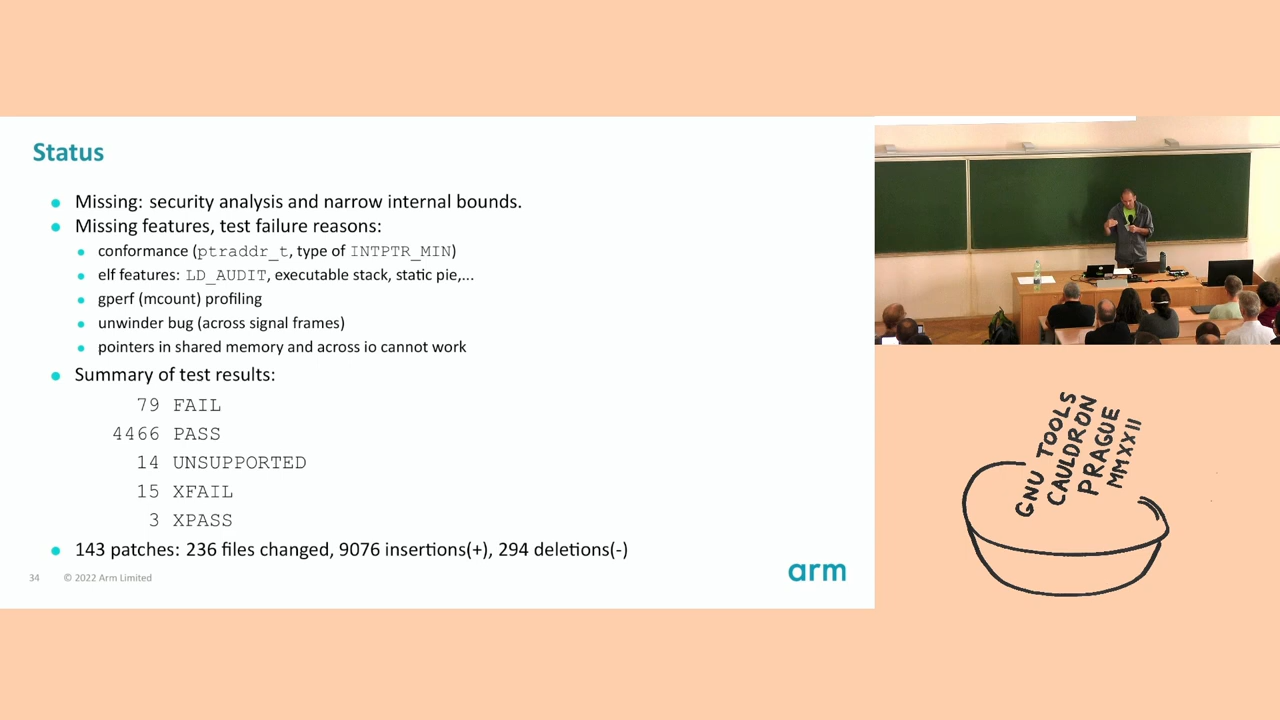 Status
Missing: security analysis and narrow internal bounds.
Missing features, test failure reasons:
conformance (ptraddr_t, type of INTPTR_MIN)
elf features: LD_AUDIT, executable stack, static pie,...
gperf (mcount) profiling
unwinder bug (across signal frames)
pointers in shared memory and across io cannot work
Summary of test results:
79 FAIL
4466 PASS
14 UNSUPPORTED
15 XFAIL
3 XPASS
143 patches: 236 files changed, 9076 insertions(+), 294 deletions(-)
34 © 2022 Arm Limited
arm
GNU TOOLS
CAULDRON
PRAGUE
MMXXII